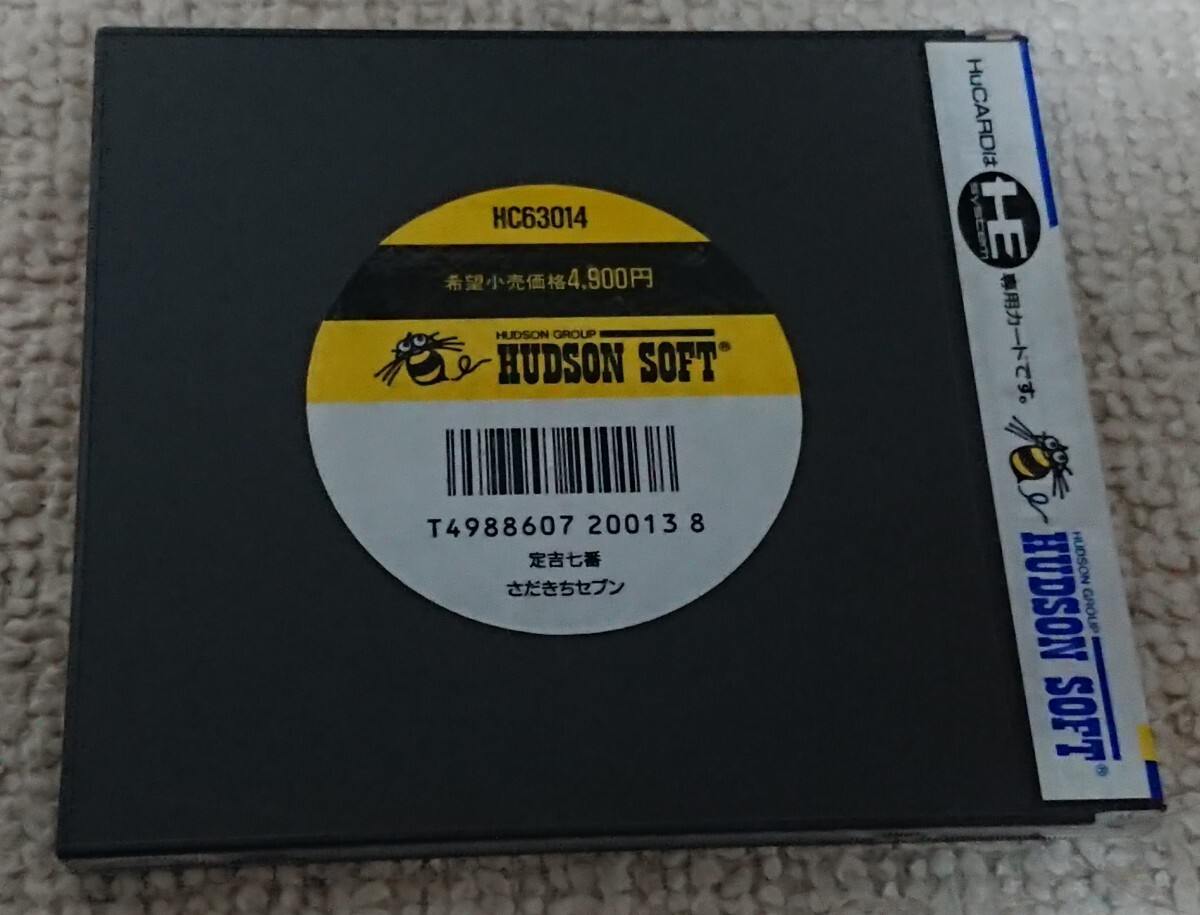 HC63014
希望小売価格4,900円
HUDSON GROUP
HUDSON SOFT®
T4988607 200138
定吉七番
さだきちセブン
HuCARDは HE system 専用カードです。
HUDSON GROUP
HUDSON SOFT®